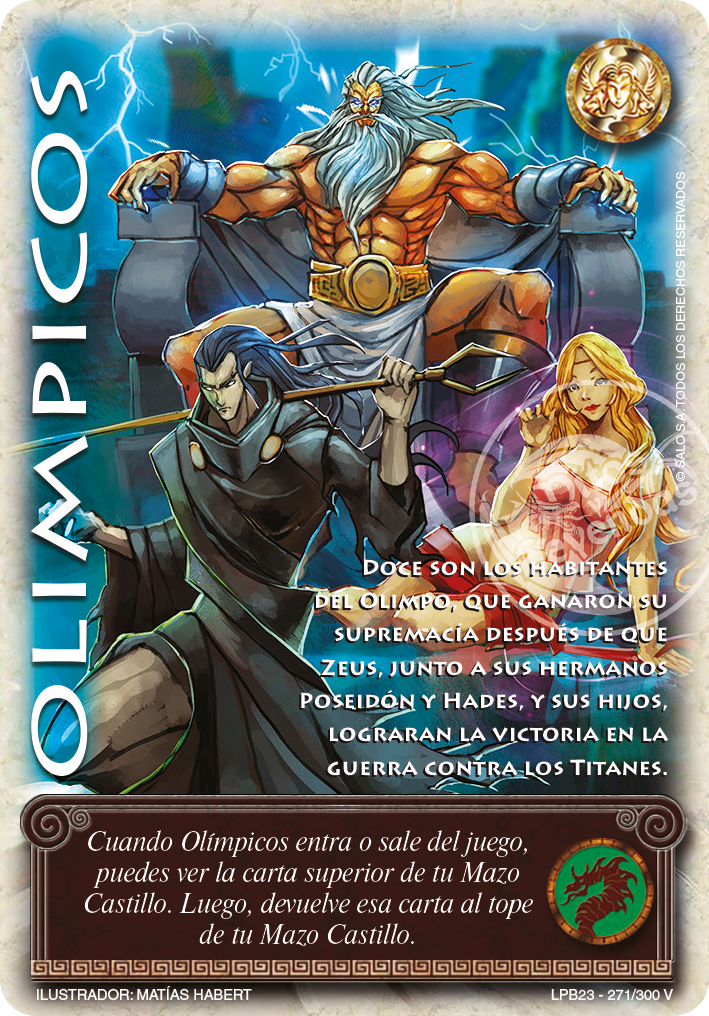 OLIMPICOS
© SALO S.A. TODOS LOS DERECHOS RESERVADOS
DOCE SON LOS HABITANTES
DEL OLIMPO, QUE GANARON SU
SUPREMACÍA DESPUÉS DE QUE
ZEUS, JUNTO A SUS HERMANOS
POSEIDÓN Y HADES, Y SUS HIJOS,
LOGRARAN LA VICTORIA EN LA
GUERRA CONTRA LOS TITANES.
Cuando Olímpicos entra o sale del juego,
puedes ver la carta superior de tu Mazo
Castillo. Luego, devuelve esa carta al tope
de tu Mazo Castillo.
ILUSTRADOR: MATÍAS HABERT
LPB23 - 271/300 V